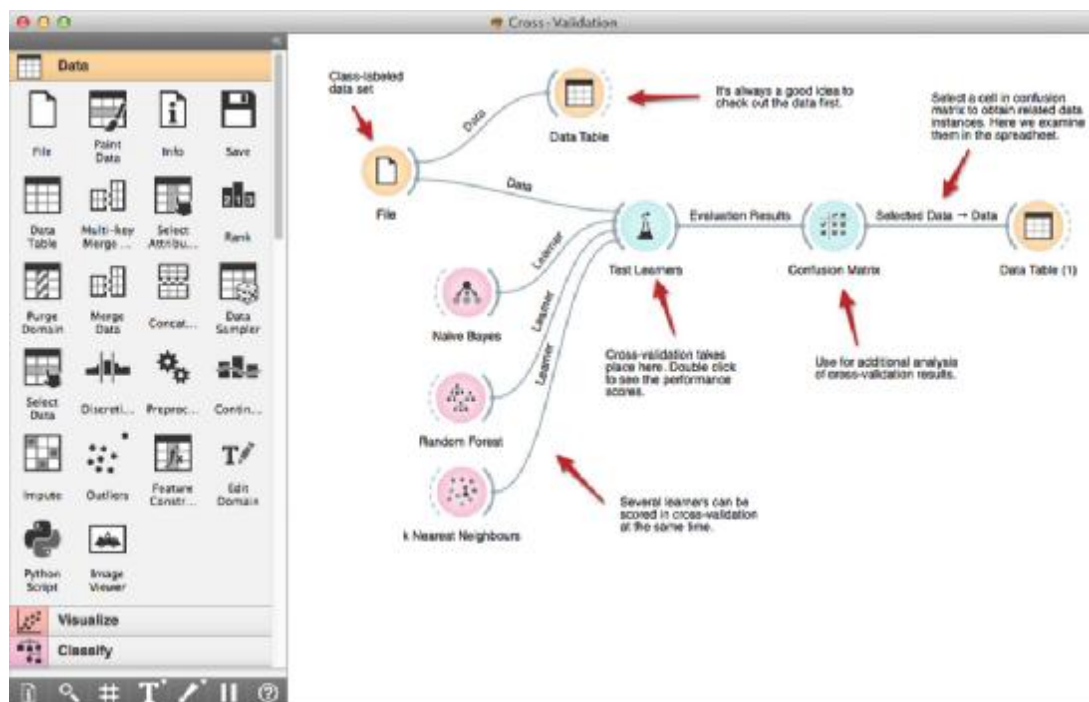 Cross-Validation
Data
File
Paint
Data
Info
Save
Data
Table
Multi-key
Merge ...
Select
Attribu...
Rank
Purge
Domain
Merge
Data
Concat...
Data
Sampler
Select
Data
Discreti...
Preproc...
Contin...
Impute
Outliers
Feature
Constr...
Edit
Domain
Python
Script
Image
Viewer
Visualize
Classify
Class-labeled
data set
Data
Data Table
It's always a good idea to
check out the data first.
Select a cell in confusion
matrix to obtain related data
instances. Here we examine
them in the spreadsheet.
File
Data
Test Learners
Evaluation Results
Confusion Matrix
Selected Data → Data
Data Table (1)
Learner
Learner
Learner
Naive Bayes
Random Forest
k Nearest Neighbours
Cross-validation takes
place here. Double click
to see the performance
scores.
Use for additional analysis
of cross-validation results.
Several learners can be
scored in cross-validation
at the same time.